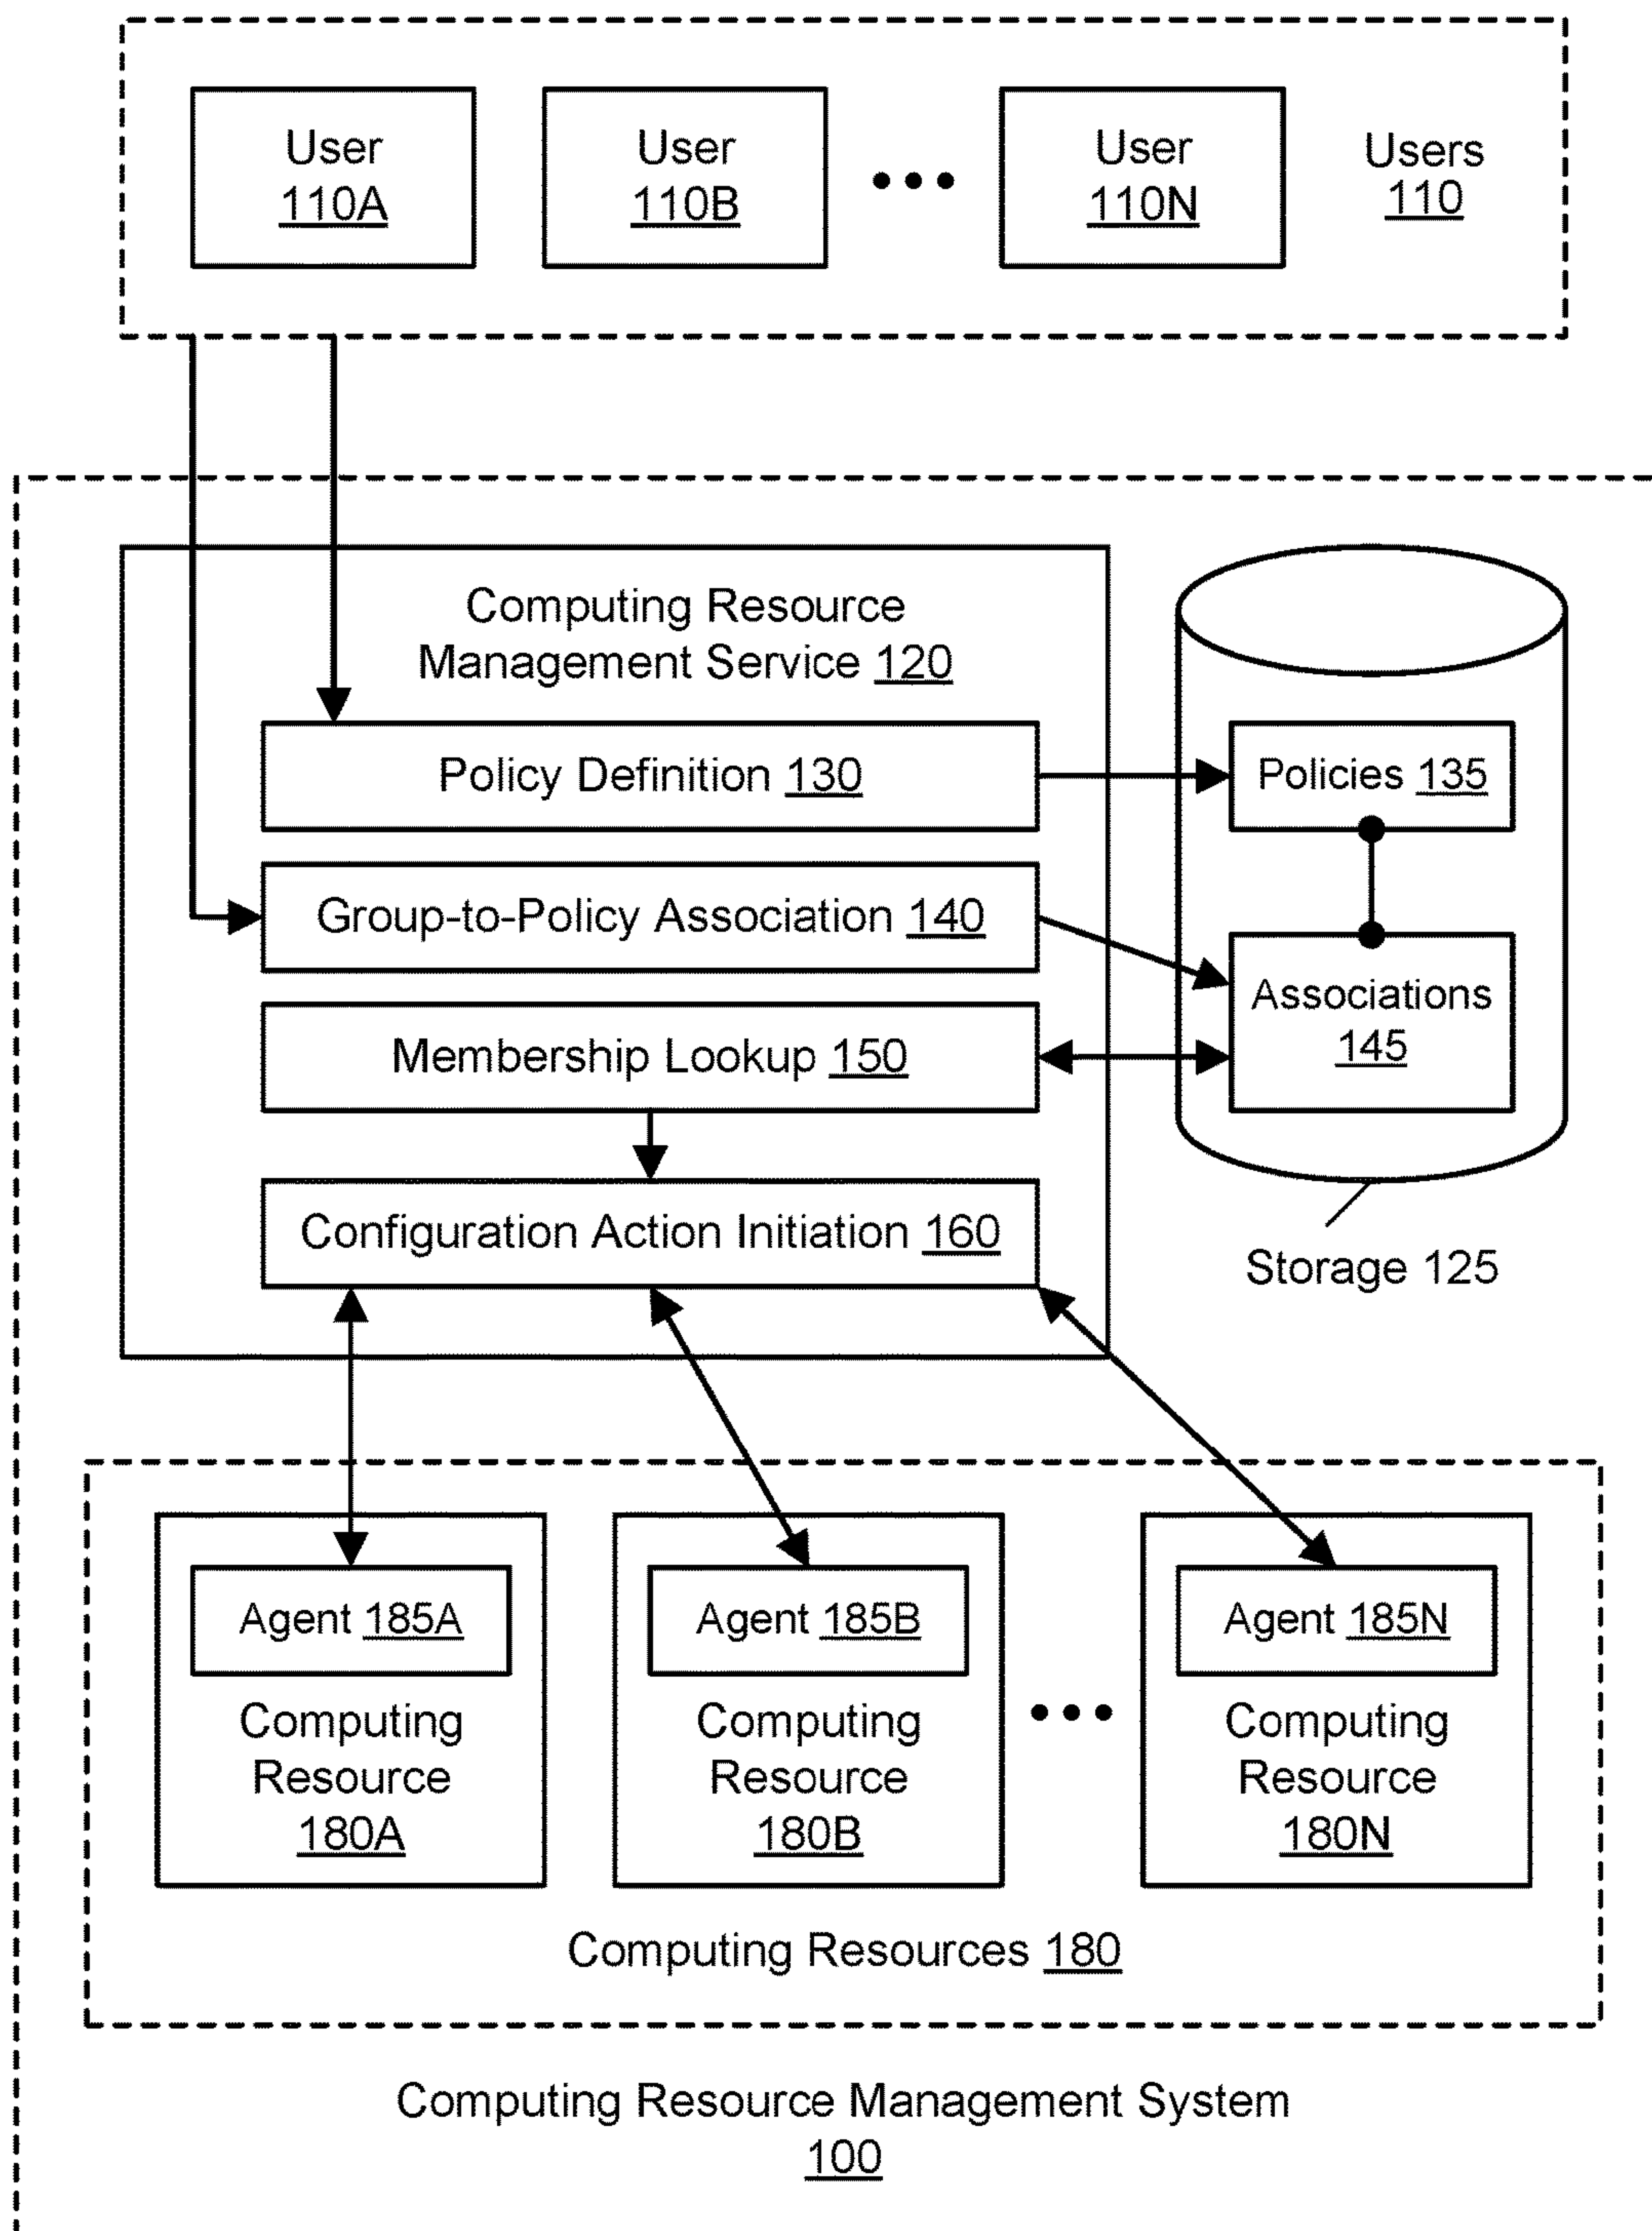 User
110A
User
110B
User
110N
Users
110
Computing Resource
Management Service 120
Policy Definition 130
Policies 135
Group-to-Policy Association 140
Associations
145
Membership Lookup 150
Configuration Action Initiation 160
Storage 125
Agent 185A
Computing
Resource
180A
Agent 185B
Computing
Resource
180B
Agent 185N
Computing
Resource
180N
Computing Resources 180
Computing Resource Management System
100